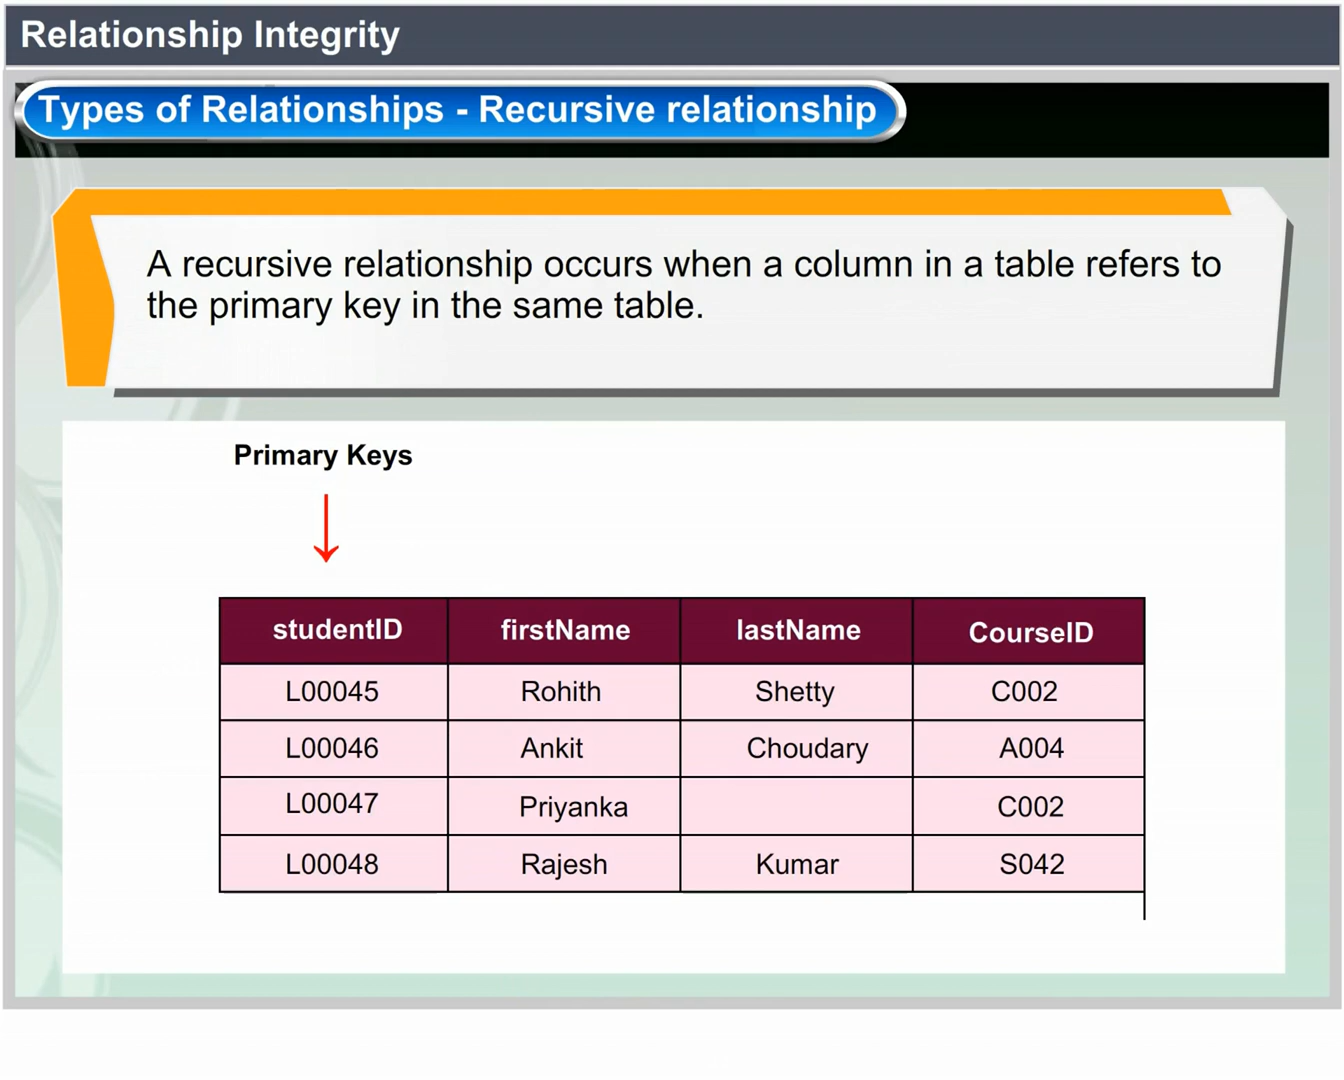 Relationship Integrity
Types of Relationships - Recursive relationship
A recursive relationship occurs when a column in a table refers to
the primary key in the same table.
Primary Keys
studentID firstName lastName CourseID
L00045 Rohith Shetty C002
L00046 Ankit Choudary A004
L00047 Priyanka C002
L00048 Rajesh Kumar S042